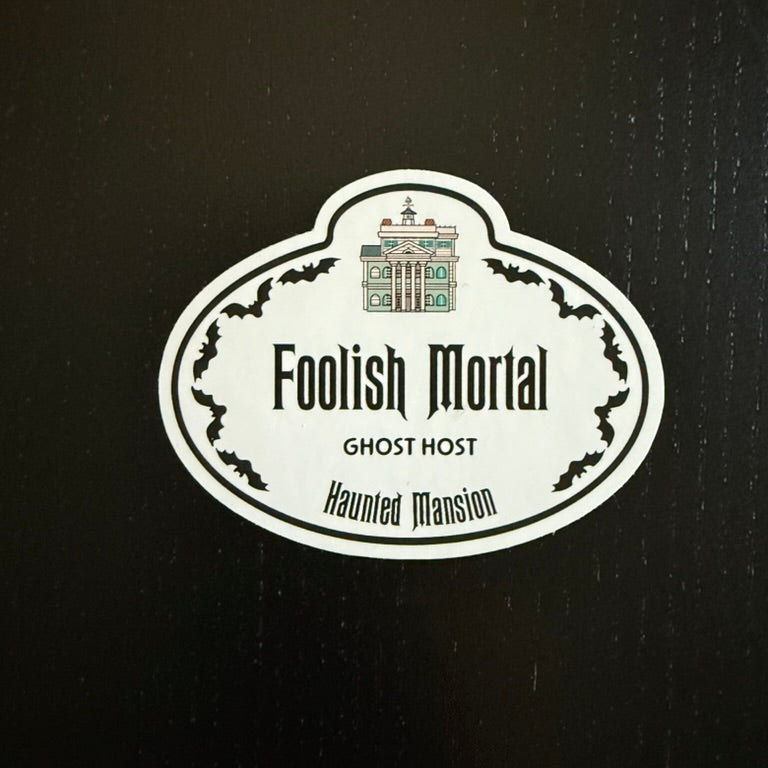 Foolish Mortal
GHOST HOST
Haunted Mansion